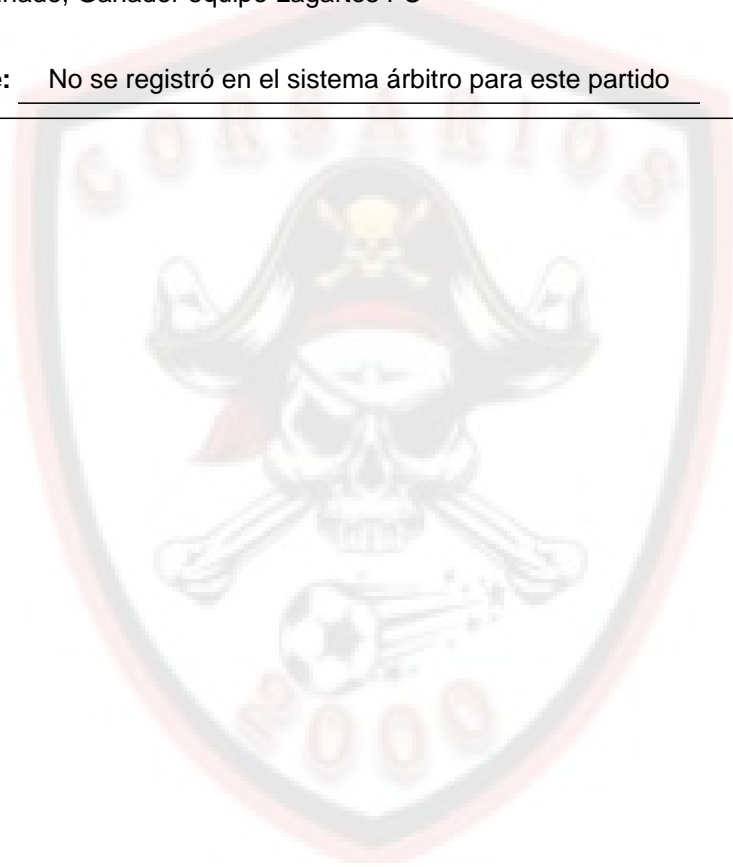 Ganador equipo Lagartos FC
: No se registró en el sistema árbitro para este partido
CORSARIOS
2000